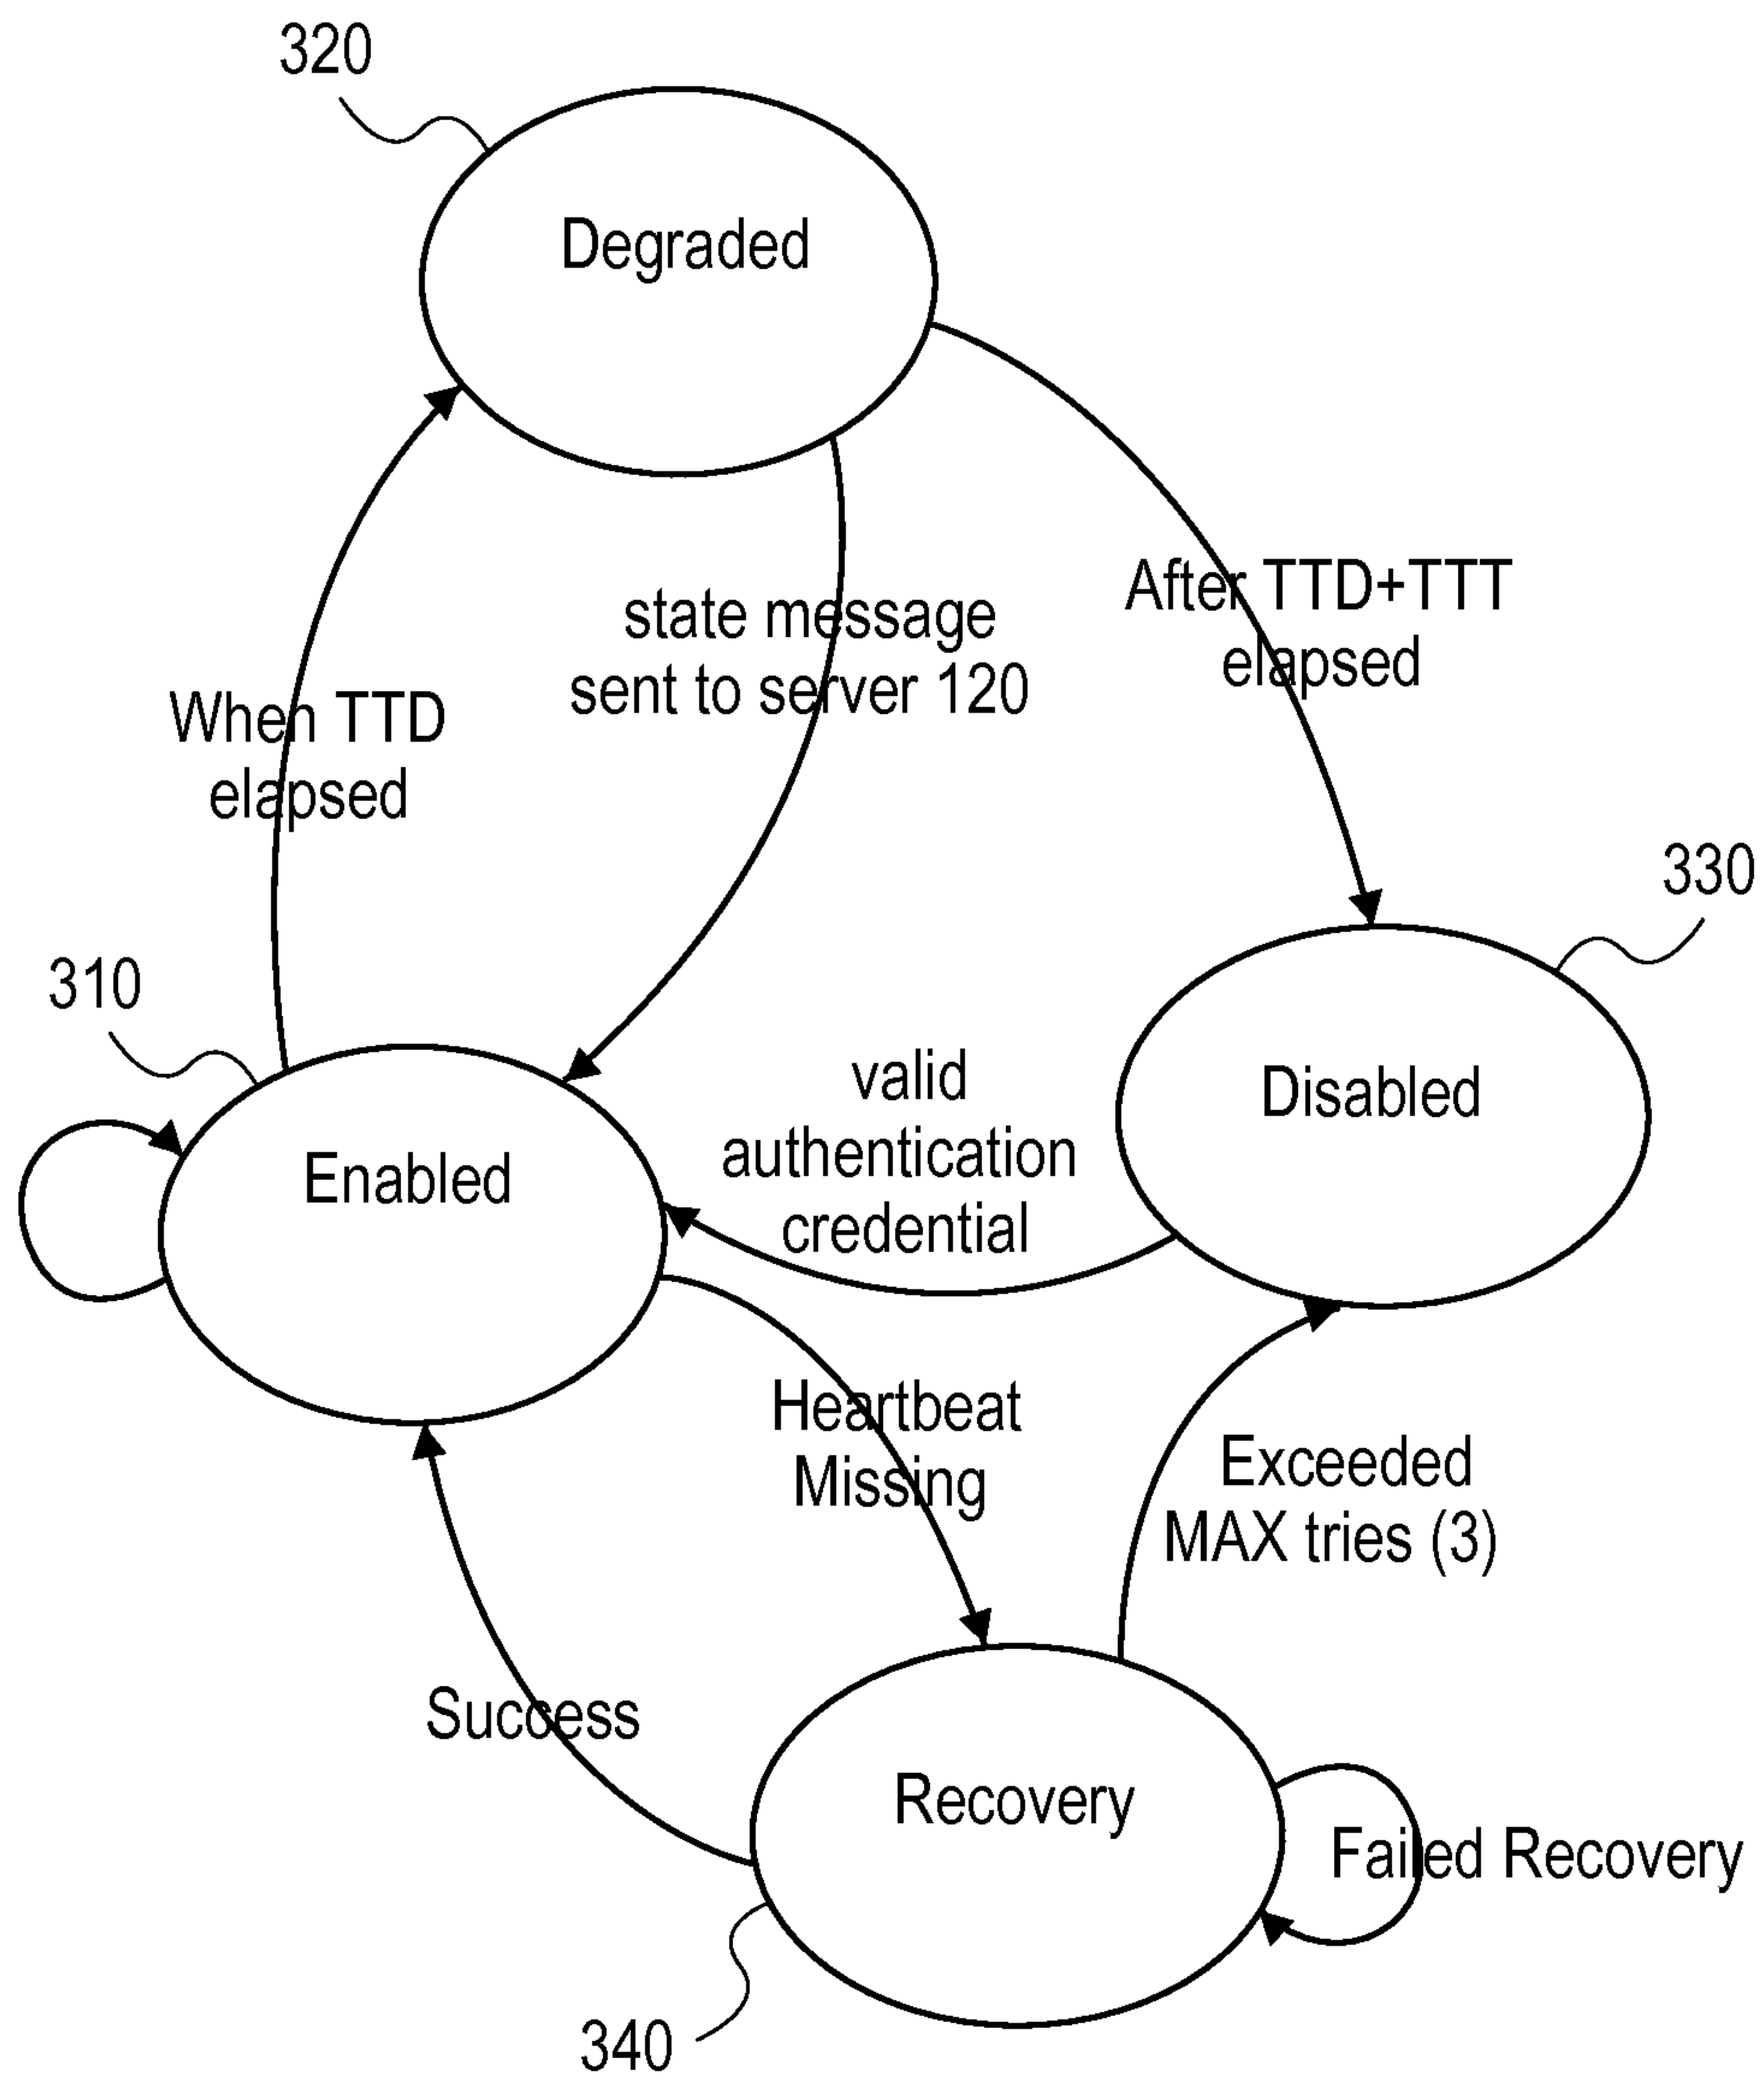 320
Degraded
state message
sent to server 120
After TTD+TTT
elapsed
When TTD
elapsed
330
310
Enabled
valid
authentication
credential
Disabled
Heartbeat
Missing
Exceeded
MAX tries (3)
Success
Recovery
Failed Recovery
340